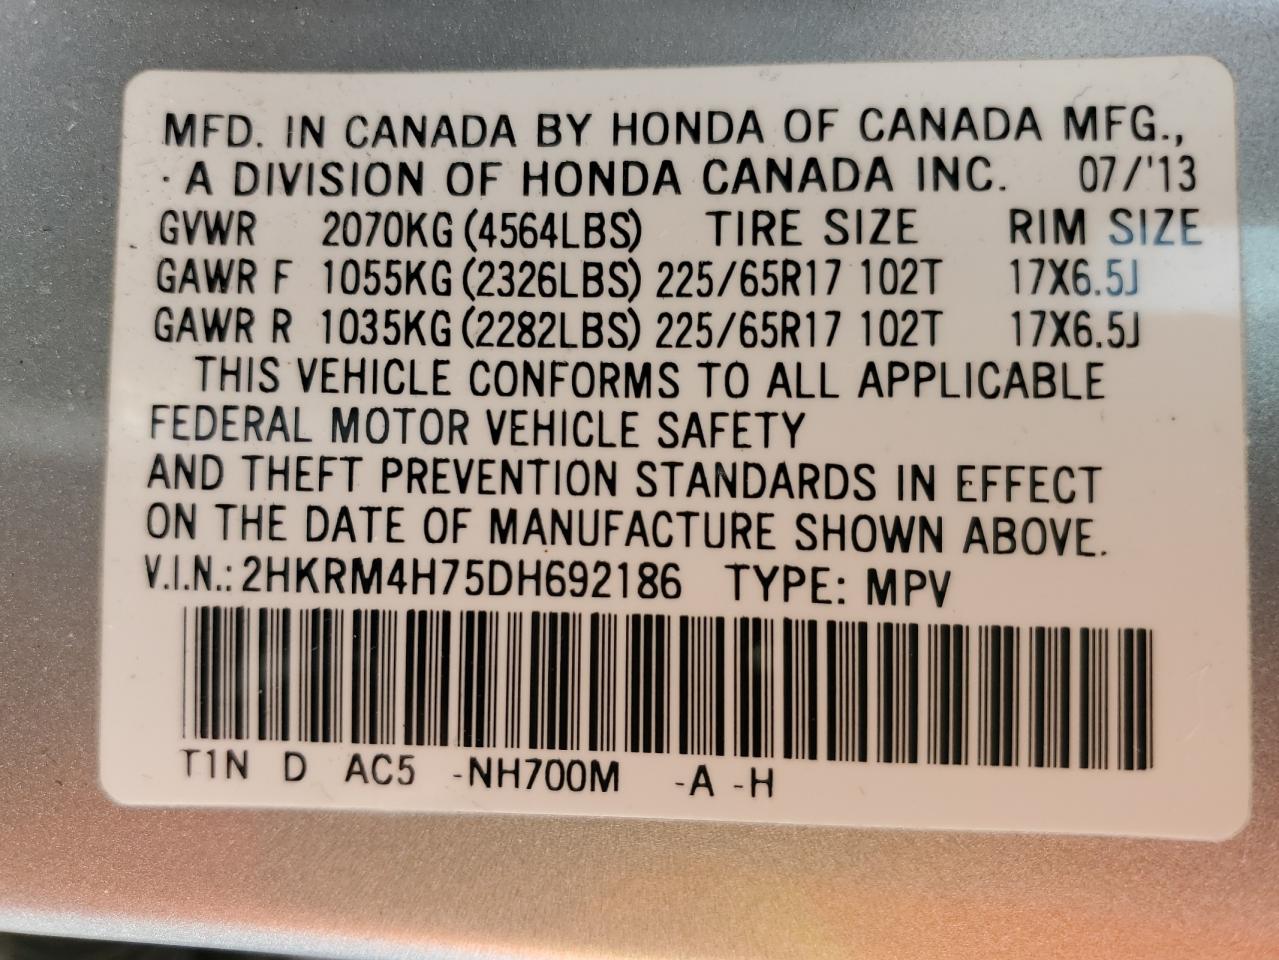 MFD. IN CANADA BY HONDA OF CANADA MFG.,
A DIVISION OF HONDA CANADA INC. 07/'13
GVWR 2070KG (4564LBS) TIRE SIZE RIM SIZE
GAWR F 1055KG (2326LBS) 225/65R17 102T 17X6.5J
GAWR R 1035KG (2282LBS) 225/65R17 102T 17X6.5J
THIS VEHICLE CONFORMS TO ALL APPLICABLE
FEDERAL MOTOR VEHICLE SAFETY
AND THEFT PREVENTION STANDARDS IN EFFECT
ON THE DATE OF MANUFACTURE SHOWN ABOVE.
V.I.N.: 2HKRM4H75DH692186 TYPE: MPV
T1N D AC5 -NH700M -A -H